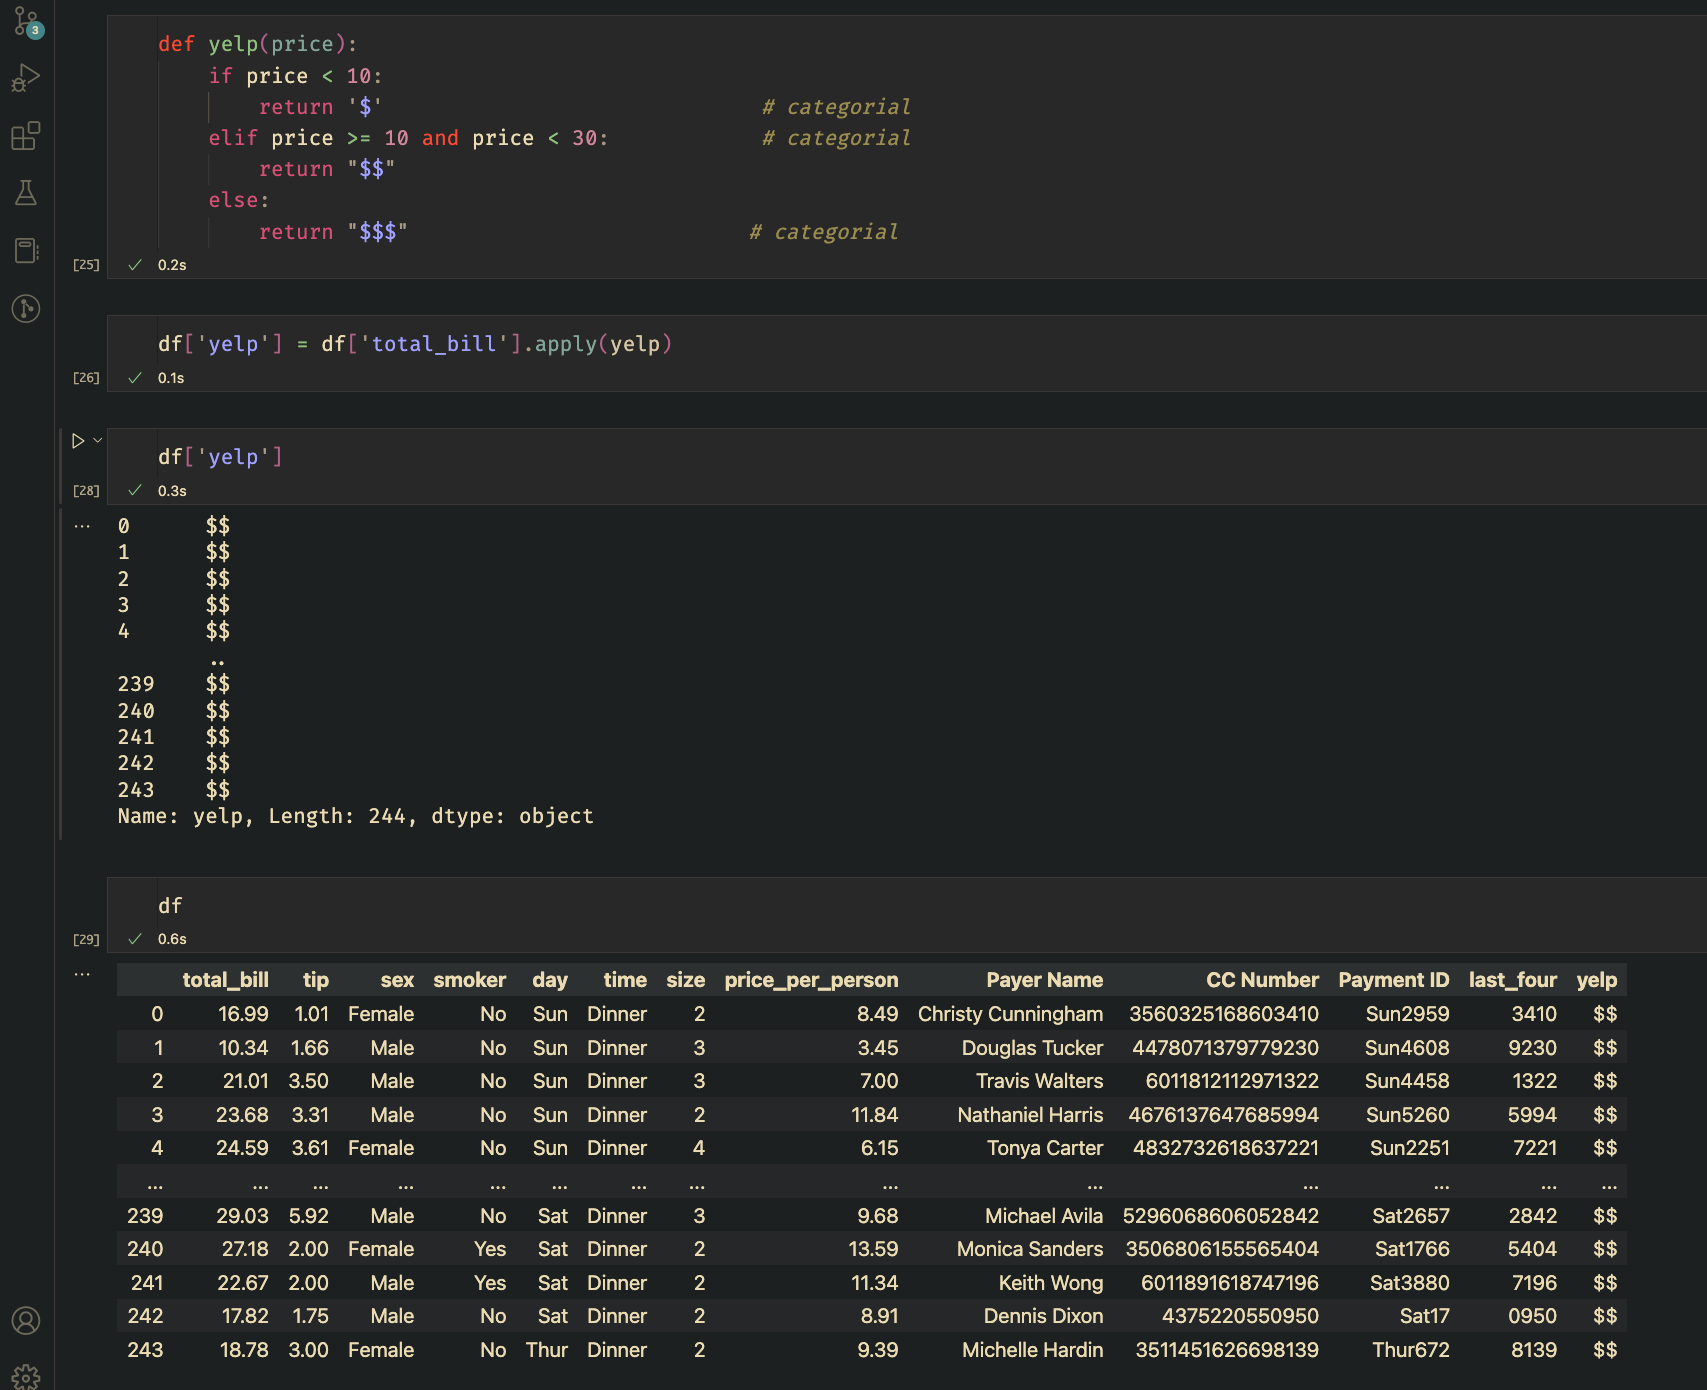 3
def yelp(price):
if price < 10:
return '$' # categorial
elif price >= 10 and price < 30: # categorial
return "$$"
else:
return "$$$" # categorial
[25] ✓ 0.2s
df['yelp'] = df['total_bill'].apply(yelp)
[26] ✓ 0.1s
df['yelp']
[28] ✓ 0.3s
... 0 $$
1 $$
2 $$
3 $$
4 $$
..
239 $$
240 $$
241 $$
242 $$
243 $$
Name: yelp, Length: 244, dtype: object
df
[29] ✓ 0.6s
...
total_bill tip sex smoker day time size price_per_person Payer Name CC Number Payment ID last_four yelp
0 16.99 1.01 Female No Sun Dinner 2 8.49 Christy Cunningham 3560325168603410 Sun2959 3410 $$
1 10.34 1.66 Male No Sun Dinner 3 3.45 Douglas Tucker 4478071379779230 Sun4608 9230 $$
2 21.01 3.50 Male No Sun Dinner 3 7.00 Travis Walters 6011812112971322 Sun4458 1322 $$
3 23.68 3.31 Male No Sun Dinner 2 11.84 Nathaniel Harris 4676137647685994 Sun5260 5994 $$
4 24.59 3.61 Female No Sun Dinner 4 6.15 Tonya Carter 4832732618637221 Sun2251 7221 $$
... ... ... ... ... ... ... ... ... ... ... ... ... ...
239 29.03 5.92 Male No Sat Dinner 3 9.68 Michael Avila 5296068606052842 Sat2657 2842 $$
240 27.18 2.00 Female Yes Sat Dinner 2 13.59 Monica Sanders 3506806155565404 Sat1766 5404 $$
241 22.67 2.00 Male Yes Sat Dinner 2 11.34 Keith Wong 6011891618747196 Sat3880 7196 $$
242 17.82 1.75 Male No Sat Dinner 2 8.91 Dennis Dixon 4375220550950 Sat17 0950 $$
243 18.78 3.00 Female No Thur Dinner 2 9.39 Michelle Hardin 3511451626698139 Thur672 8139 $$